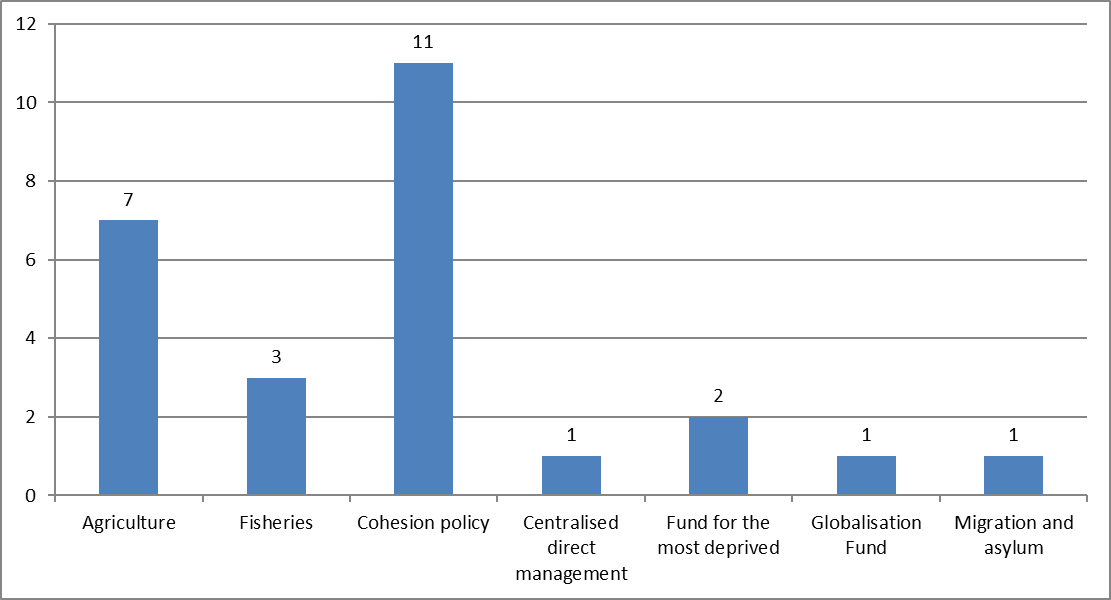 12
10
8
6
4
2
0
7
3
11
1
2
1
1
Agriculture
Fisheries
Cohesion policy
Centralised
direct
management
Fund for the
most deprived
Globalisation
Fund
Migration and
asylum